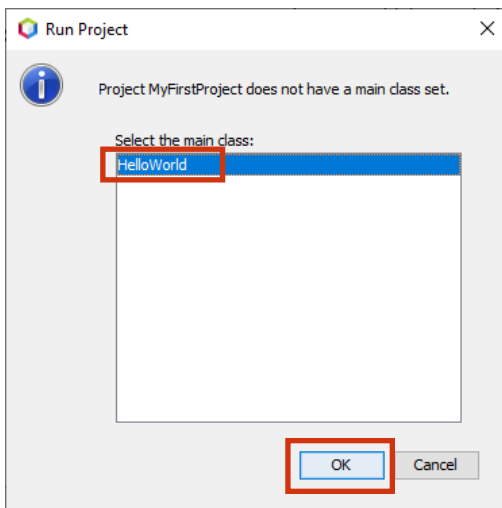 Run Project
Project MyFirstProject does not have a main class set.
Select the main class:
HelloWorld
OK
Cancel